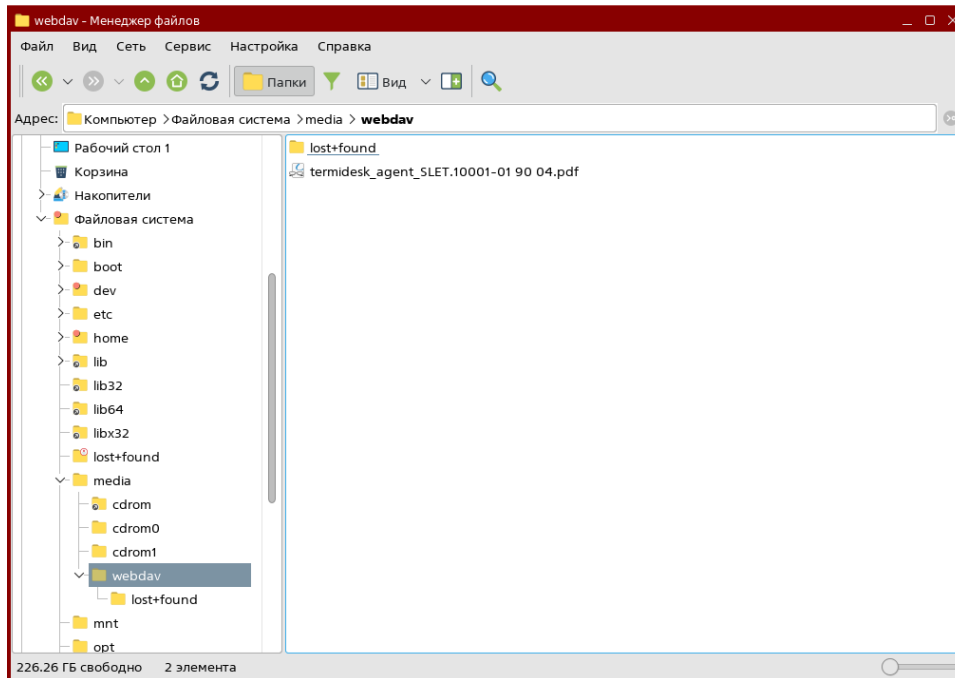 webdav - Менеджер файлов
Файл Вид Сеть Сервис Настройка Справка
Папки Вид
Адрес: Компьютер > Файловая система > media > webdav
Рабочий стол 1
Корзина
Накопители
Файловая система
bin
boot
dev
etc
home
lib
lib32
lib64
libx32
lost+found
media
cdrom
cdrom0
cdrom1
webdav
lost+found
mnt
opt
lost+found
termidesk_agent_SLET.10001-01 90 04.pdf
226.26 ГБ свободно 2 элемента